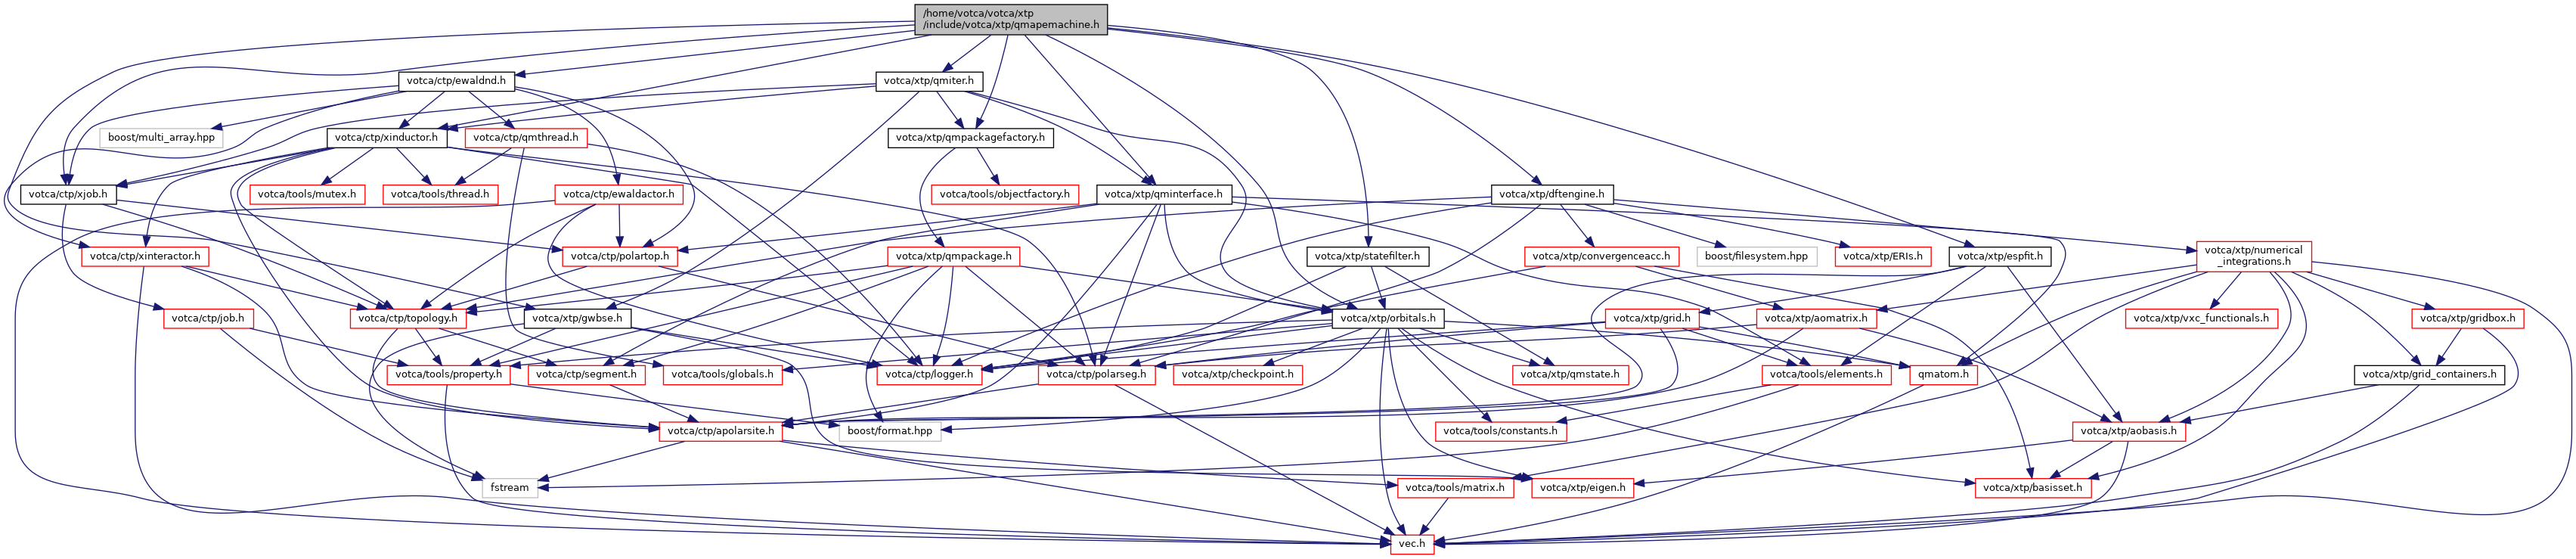 /home/votca/votca/xtp
/include/votca/xtp/qmapemachine.h
votca/ctp/ewaldnd.h
votca/xtp/qmiter.h
boost/multi_array.hpp
votca/ctp/xinductor.h
votca/ctp/qmthread.h
votca/xtp/qmpackagefactory.h
votca/ctp/xjob.h
votca/tools/mutex.h
votca/tools/thread.h
votca/ctp/ewaldactor.h
votca/tools/objectfactory.h
votca/xtp/qminterface.h
votca/xtp/dftengine.h
votca/ctp/xinteractor.h
votca/ctp/polartop.h
votca/xtp/qmpackage.h
votca/xtp/statefilter.h
votca/xtp/convergenceacc.h
boost/filesystem.hpp
votca/xtp/ERIs.h
votca/xtp/espfit.h
votca/xtp/numerical
_integrations.h
votca/ctp/job.h
votca/ctp/topology.h
votca/xtp/gwbse.h
votca/xtp/orbitals.h
votca/xtp/grid.h
votca/xtp/aomatrix.h
votca/xtp/vxc_functionals.h
votca/xtp/gridbox.h
votca/tools/property.h
votca/ctp/segment.h
votca/tools/globals.h
votca/ctp/logger.h
votca/ctp/polarseg.h
votca/xtp/checkpoint.h
votca/xtp/qmstate.h
votca/tools/elements.h
qmatom.h
votca/xtp/grid_containers.h
votca/ctp/apolarsite.h
boost/format.hpp
votca/tools/constants.h
votca/xtp/aobasis.h
fstream
votca/tools/matrix.h
votca/xtp/eigen.h
votca/xtp/basisset.h
vec.h